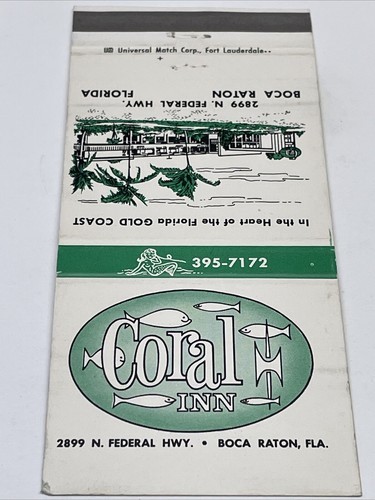 Universal Match Corp., Fort Lauderdale
In the Heart of the Florida GOLD COAST
2899 N. FEDERAL HWY.
BOCA RATON FLORIDA
395-7172
Coral
INN
2899 N. FEDERAL HWY. • BOCA RATON, FLA.